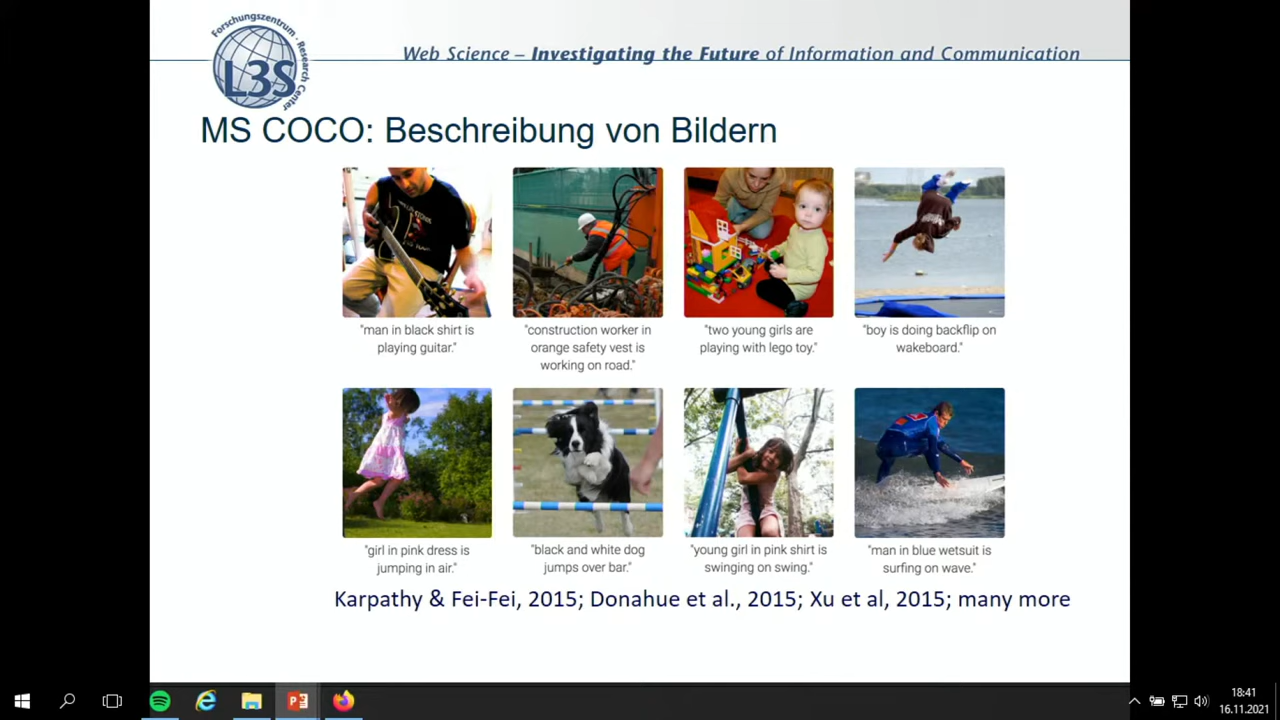 Forschungszentrum · Research Center
L3S
Web Science – Investigating the Future of Information and Communication
MS COCO: Beschreibung von Bildern
"man in black shirt is
playing guitar."
"construction worker in
orange safety vest is
working on road."
"two young girls are
playing with lego toy."
"boy is doing backflip on
wakeboard."
"girl in pink dress is
jumping in air."
"black and white dog
jumps over bar."
"young girl in pink shirt is
swinging on swing."
"man in blue wetsuit is
surfing on wave."
Karpathy & Fei-Fei, 2015; Donahue et al., 2015; Xu et al, 2015; many more
18:41
16.11.2021